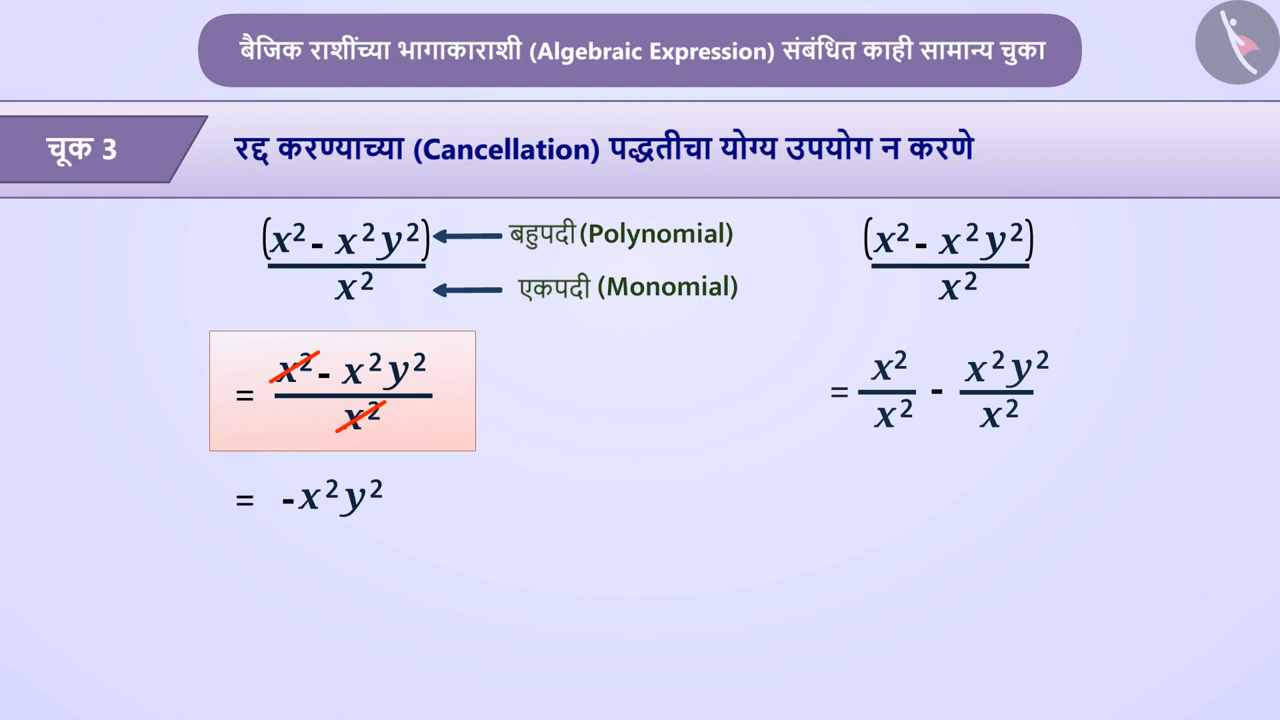 बैजिक राशींच्या भागाकाराशी (Algebraic Expression) संबंधित काही सामान्य चुका
चूक 3
रद्द करण्याच्या (Cancellation) पद्धतीचा योग्य उपयोग न करणे
(x² - x²y²)
x²
बहुपदी (Polynomial)
एकपदी (Monomial)
= x² - x²y²
x²
= -x²y²
(x² - x²y²)
x²
= x² - x²y²
x² x²